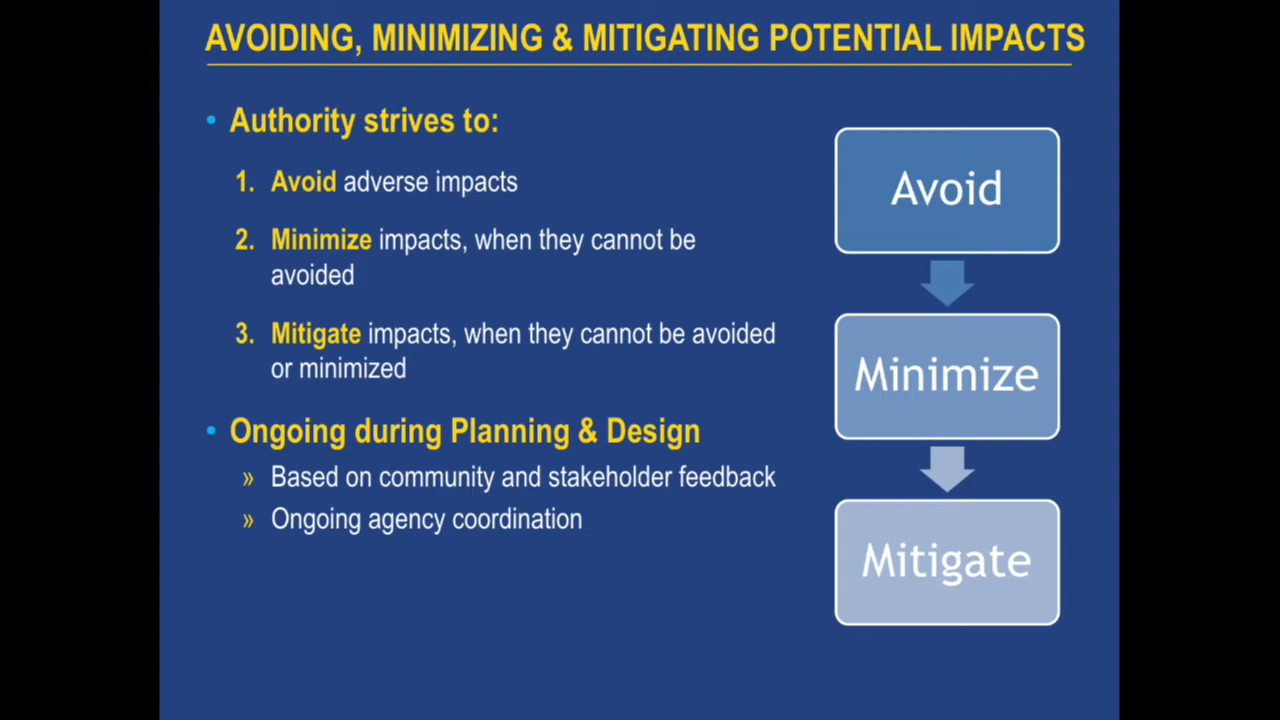 AVOIDING, MINIMIZING & MITIGATING POTENTIAL IMPACTS
• Authority strives to:
1. Avoid adverse impacts
2. Minimize impacts, when they cannot be
avoided
3. Mitigate impacts, when they cannot be avoided
or minimized
• Ongoing during Planning & Design
» Based on community and stakeholder feedback
» Ongoing agency coordination
Avoid
Minimize
Mitigate